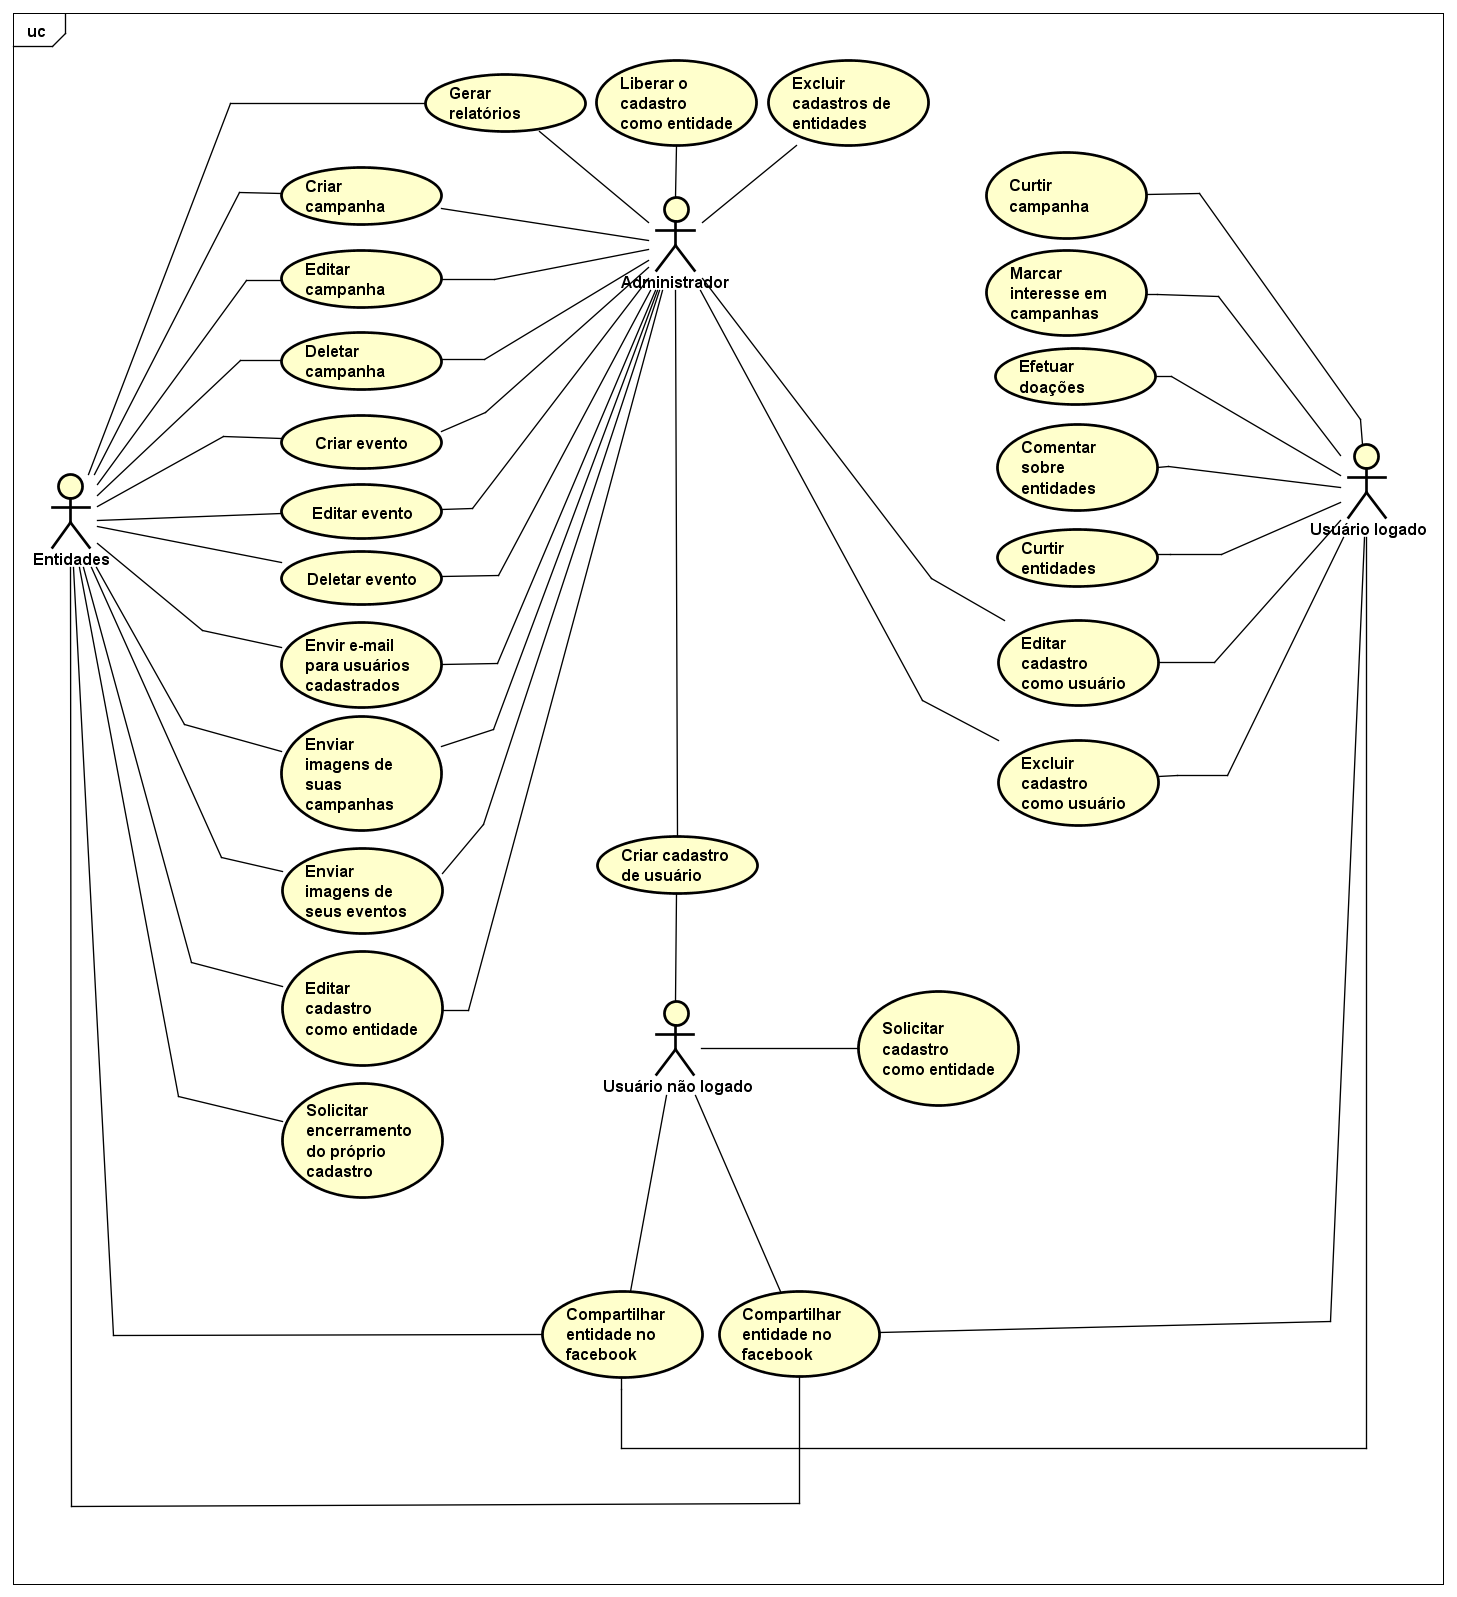 uc
Gerar
relatórios
Liberar o
cadastro
como entidade
Excluir
cadastros de
entidades
Criar
campanha
Editar
campanha
Deletar
campanha
Criar evento
Editar evento
Deletar evento
Envir e-mail
para usuários
cadastrados
Enviar
imagens de
suas
campanhas
Enviar
imagens de
seus eventos
Editar
cadastro
como entidade
Solicitar
encerramento
do próprio
cadastro
Entidades
Administrador
Curtir
campanha
Marcar
interesse em
campanhas
Efetuar
doações
Comentar
sobre
entidades
Curtir
entidades
Editar
cadastro
como usuário
Excluir
cadastro
como usuário
Usuário logado
Criar cadastro
de usuário
Usuário não logado
Solicitar
cadastro
como entidade
Compartilhar
entidade no
facebook
Compartilhar
entidade no
facebook